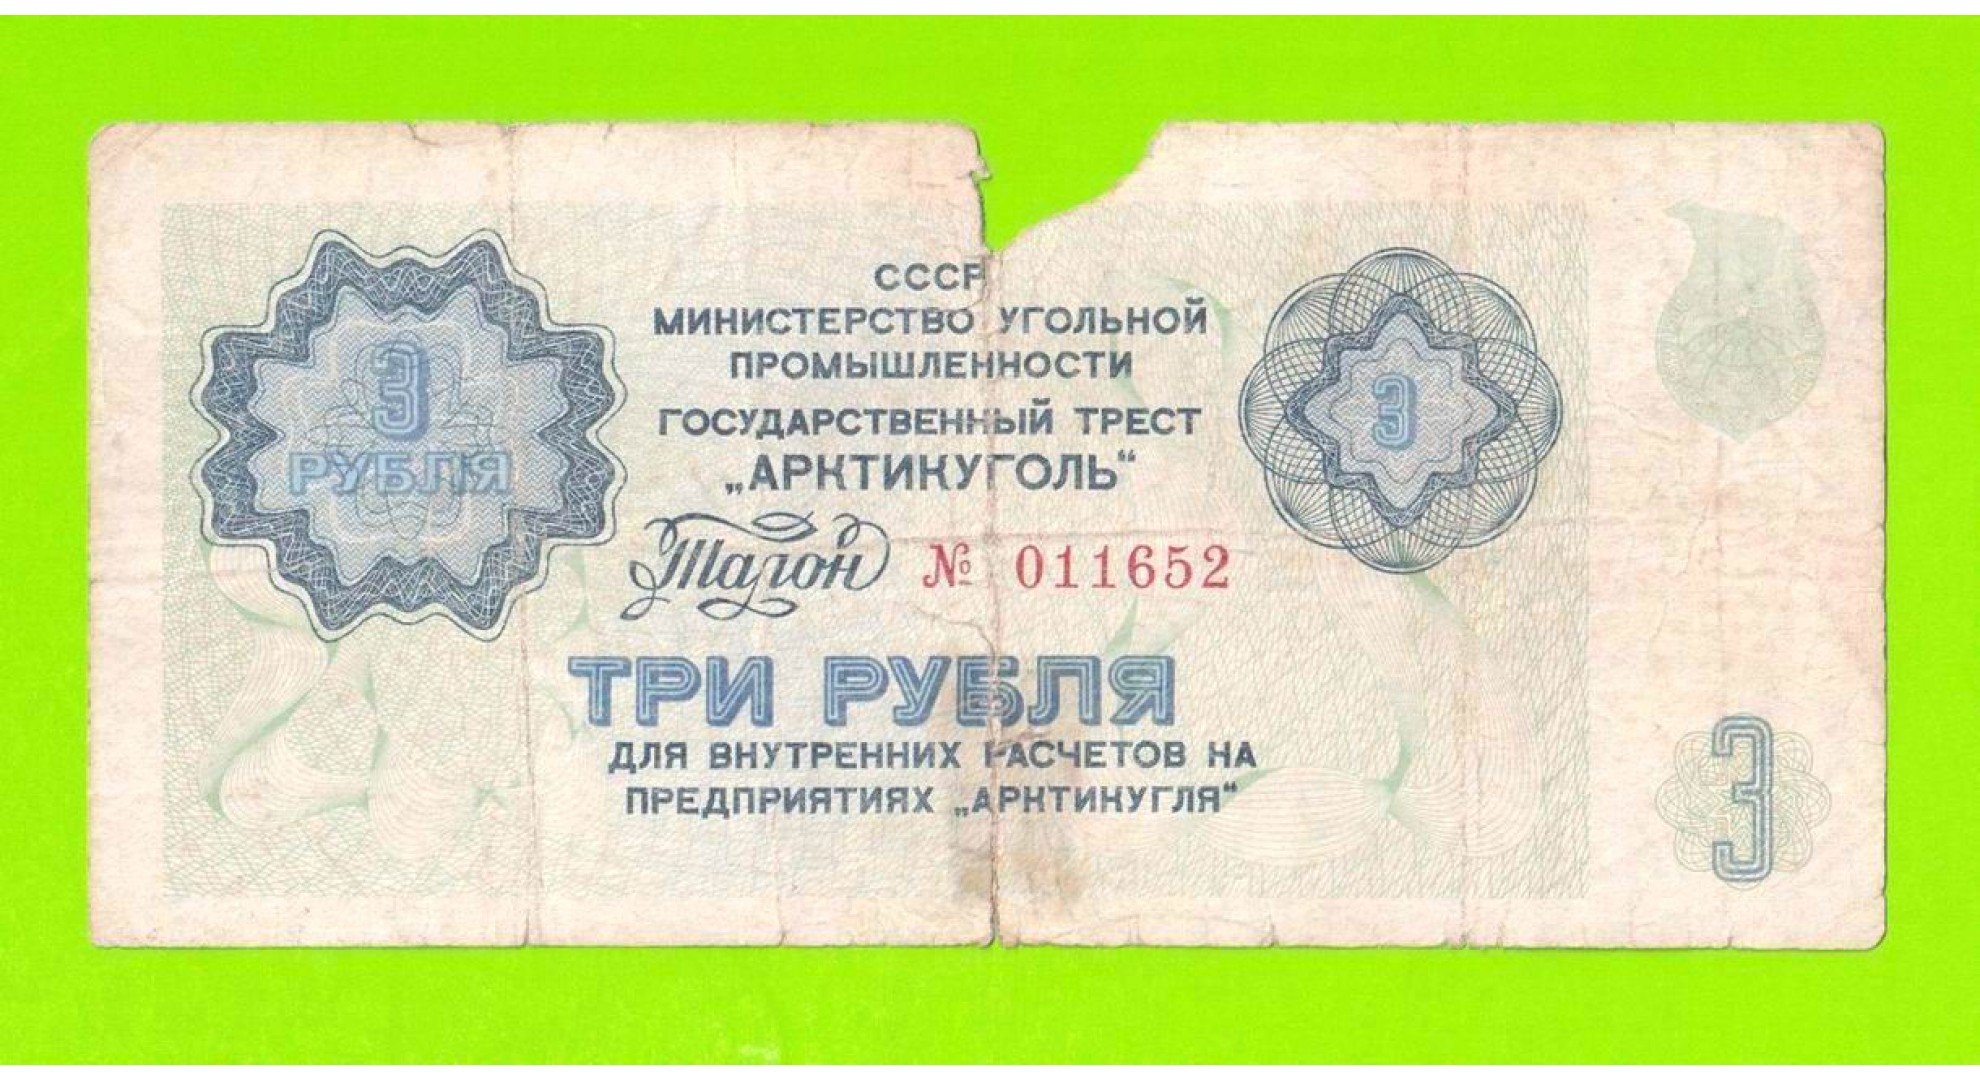 СССР
МИНИСТЕРСТВО УГОЛЬНОЙ
ПРОМЫШЛЕННОСТИ
ГОСУДАРСТВЕННЫЙ ТРЕСТ
„АРКТИКУГОЛЬ“
3
РУБЛЯ
3
Талон № 011652
ТРИ РУБЛЯ
ДЛЯ ВНУТРЕННИХ РАСЧЕТОВ НА
ПРЕДПРИЯТИЯХ „АРКТИКУГЛЯ“
3